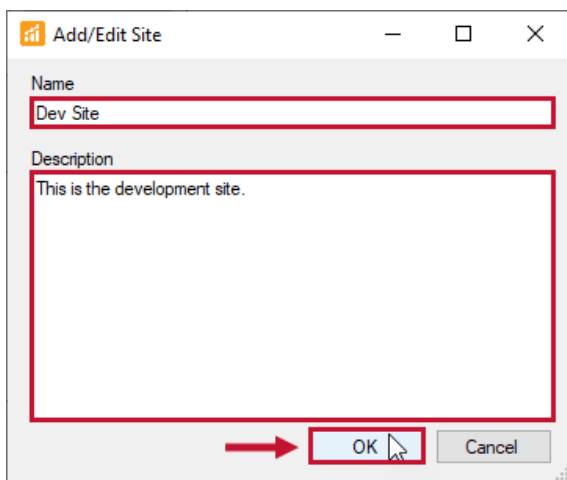 Add/Edit Site
Name
Dev Site
Description
This is the development site.
OK
Cancel